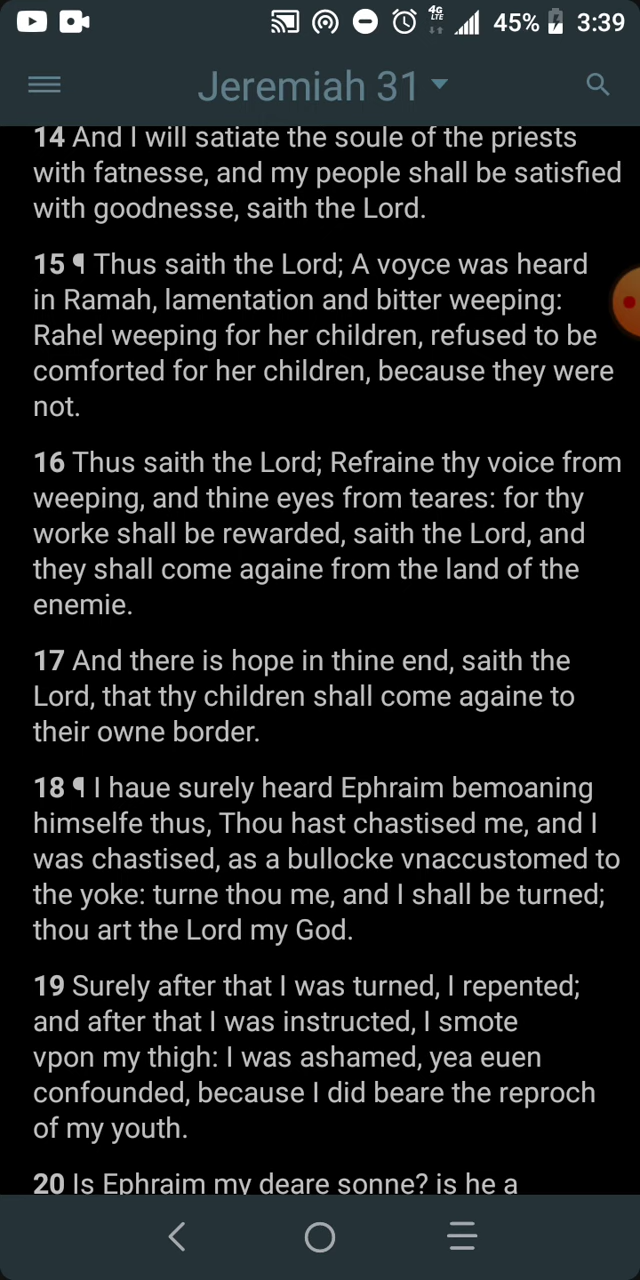 4G
LTE
45%
3:39
Jeremiah 31
14 And I will satiate the soule of the priests
with fatnesse, and my people shall be satisfied
with goodnesse, saith the Lord.
15 ¶ Thus saith the Lord; A voyce was heard
in Ramah, lamentation and bitter weeping:
Rahel weeping for her children, refused to be
comforted for her children, because they were
not.
16 Thus saith the Lord; Refraine thy voice from
weeping, and thine eyes from teares: for thy
worke shall be rewarded, saith the Lord, and
they shall come againe from the land of the
enemie.
17 And there is hope in thine end, saith the
Lord, that thy children shall come againe to
their owne border.
18 ¶ I haue surely heard Ephraim bemoaning
himselfe thus, Thou hast chastised me, and I
was chastised, as a bullocke vnaccustomed to
the yoke: turne thou me, and I shall be turned;
thou art the Lord my God.
19 Surely after that I was turned, I repented;
and after that I was instructed, I smote
vpon my thigh: I was ashamed, yea euen
confounded, because I did beare the reproch
of my youth.
20 Is Ephraim my deare sonne? is he a